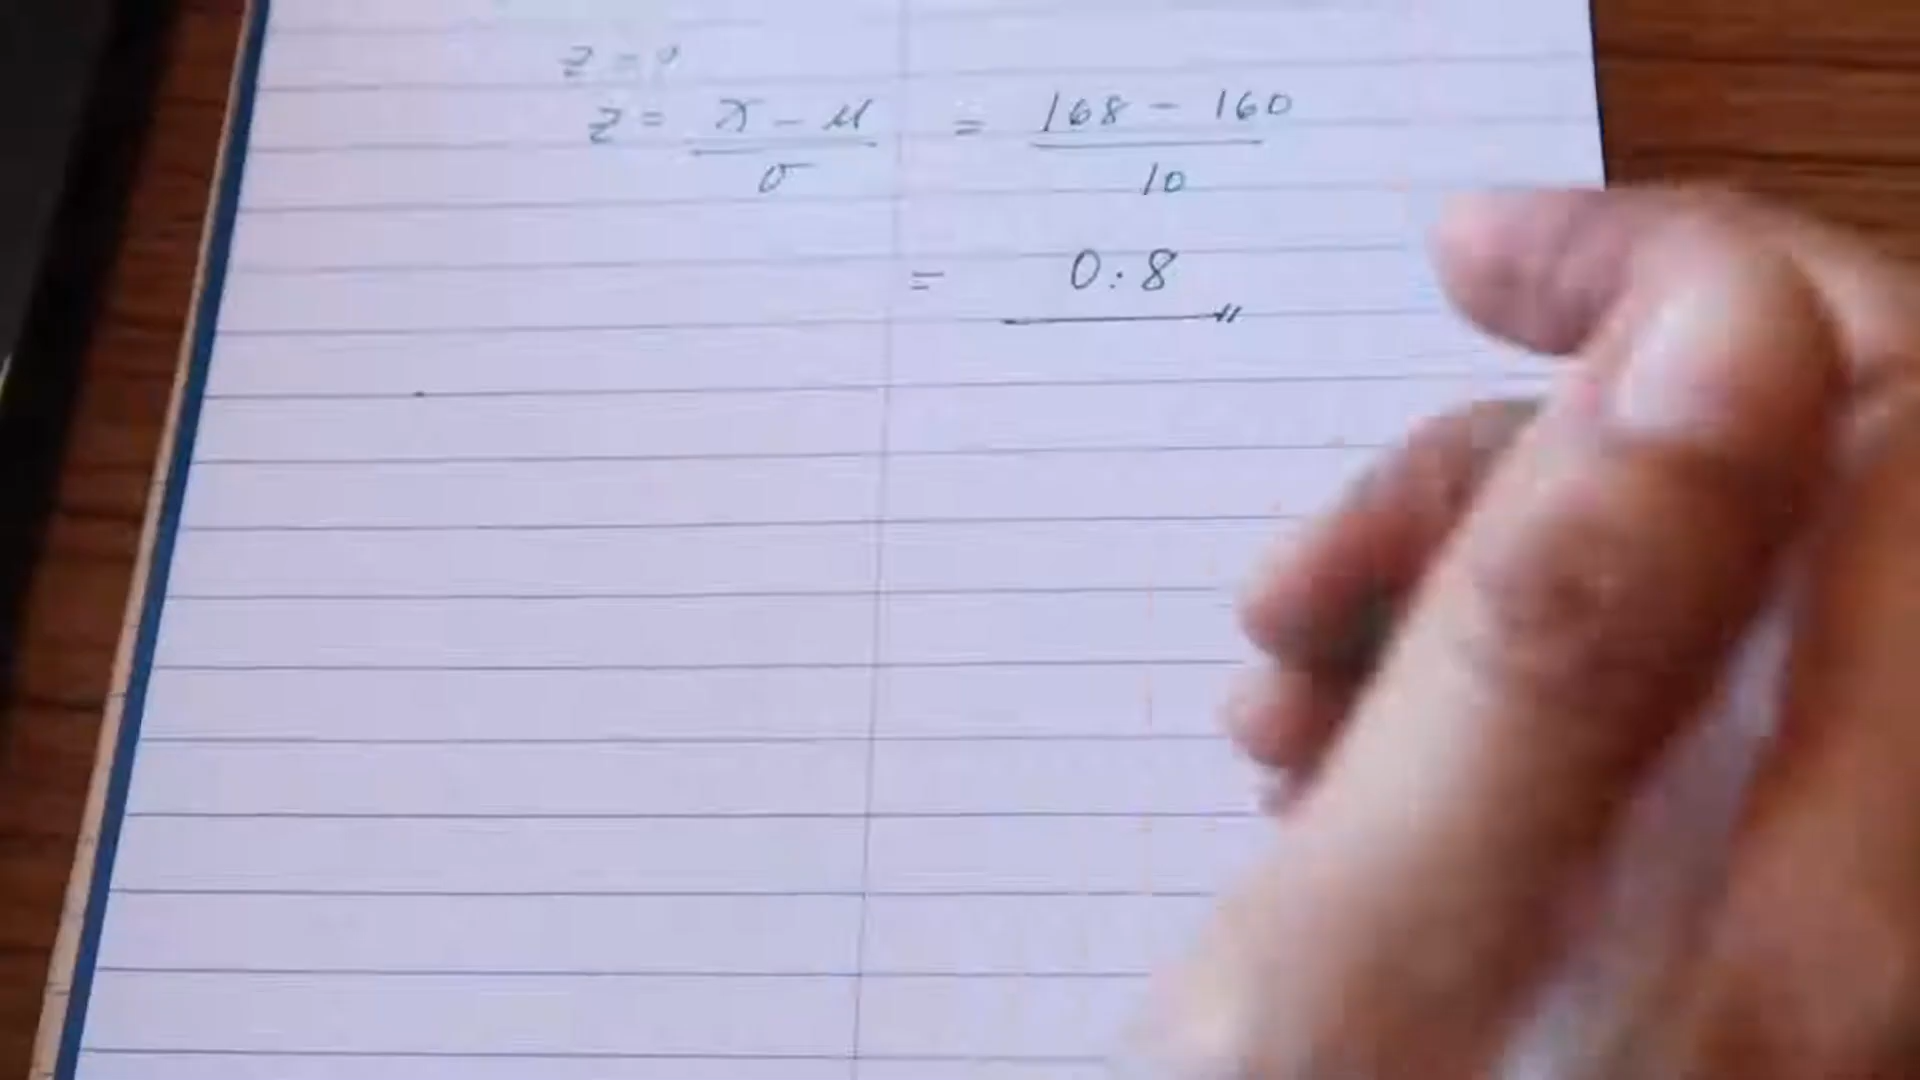 z = ?
z = x - μ / σ = 168 - 160 / 10
= 0.8